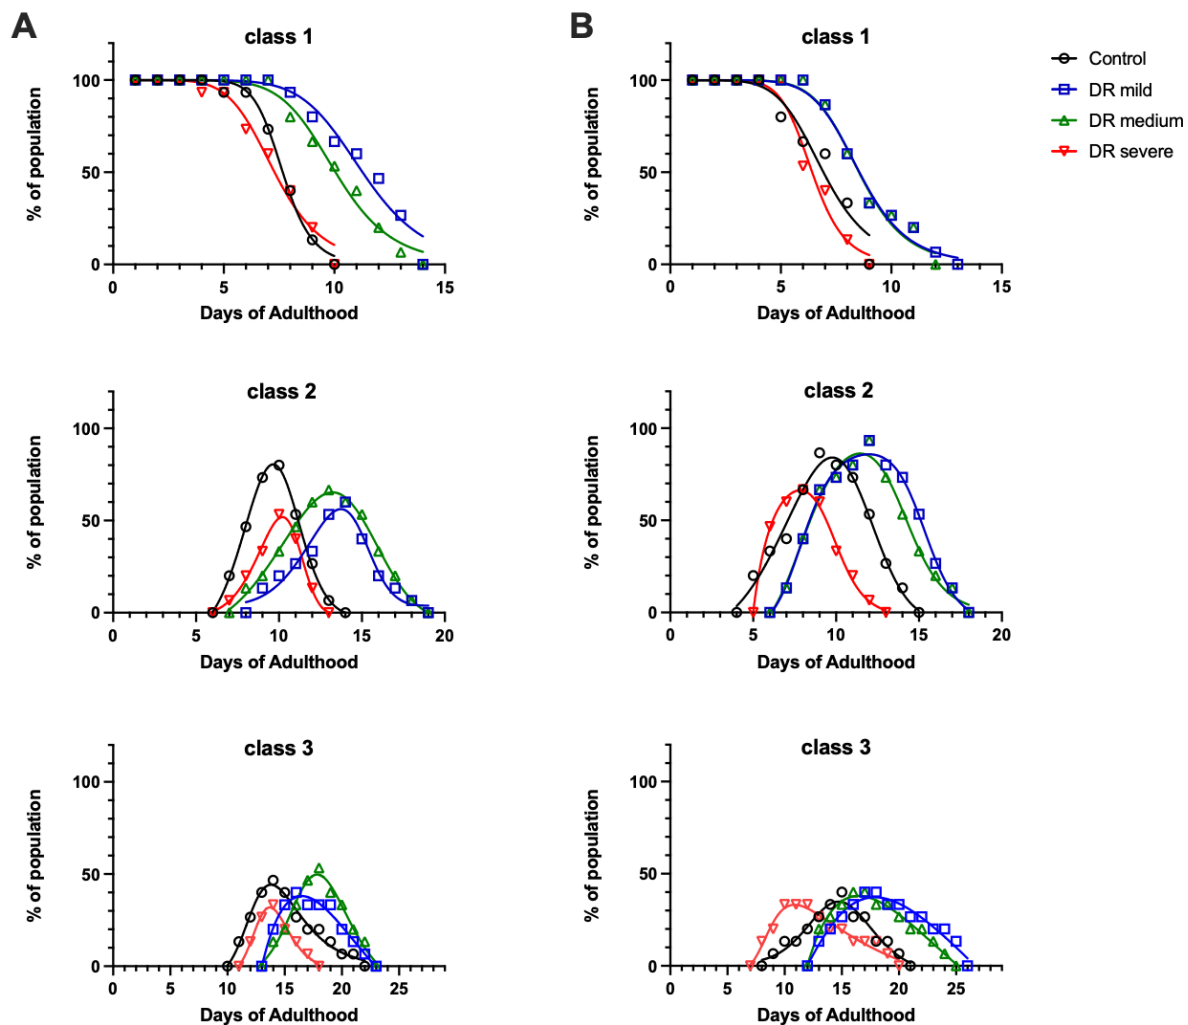 A
B
class 1
class 1
Control
DR mild
DR medium
DR severe
% of population
100
50
0
0 5 10 15
Days of Adulthood
% of population
100
50
0
0 5 10 15
Days of Adulthood
class 2
class 2
% of population
100
50
0
0 5 10 15 20
Days of Adulthood
% of population
100
50
0
0 5 10 15 20
Days of Adulthood
class 3
class 3
% of population
100
50
0
0 5 10 15 20 25
Days of Adulthood
% of population
100
50
0
0 5 10 15 20 25
Days of Adulthood